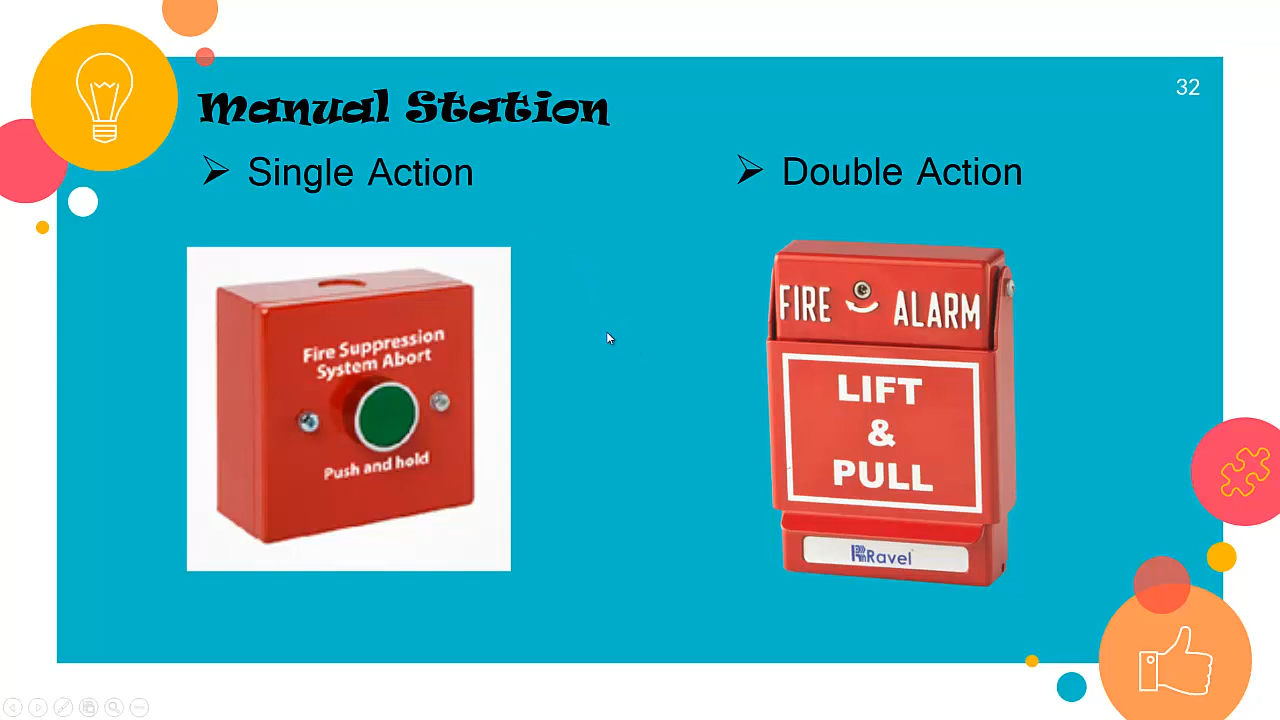 32
Manual Station
Single Action
Double Action
Fire Suppression
System Abort
Push and hold
FIRE ALARM
LIFT
&
PULL
Ravel